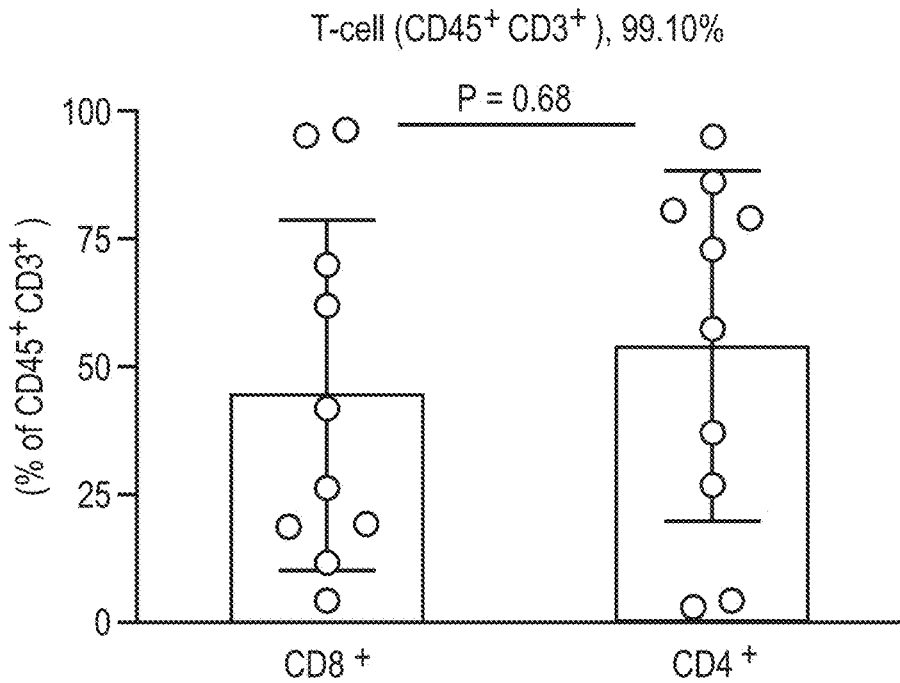 T-cell (CD45+ CD3+ ), 99.10%
P = 0.68
(% of CD45+ CD3+ )
100
75
50
25
0
CD8 +
CD4 +